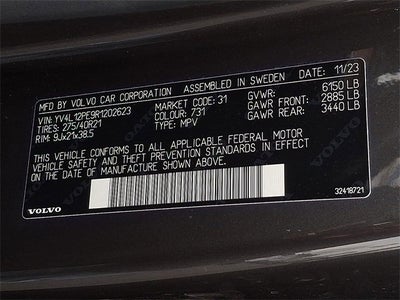 MFD. BY VOLVO CAR CORPORATION ASSEMBLED IN SWEDEN 11/23
VIN: YV4L12PE9R1202623 MARKET CODE: 31 GVWR: 6150 LB
TIRES: 275/40R21 COLOUR: 731 GAWR FRONT: 2885 LB
RIM: 9Jx21x38.5 TYPE: MPV GAWR REAR: 3440 LB
THIS VEHICLE CONFORMS TO ALL APPLICABLE FEDERAL MOTOR
VEHICLE SAFETY AND THEFT PREVENTION STANDARDS IN EFFECT
ON THE DATE OF MANUFACTURE SHOWN ABOVE.
VOLVO 32418721